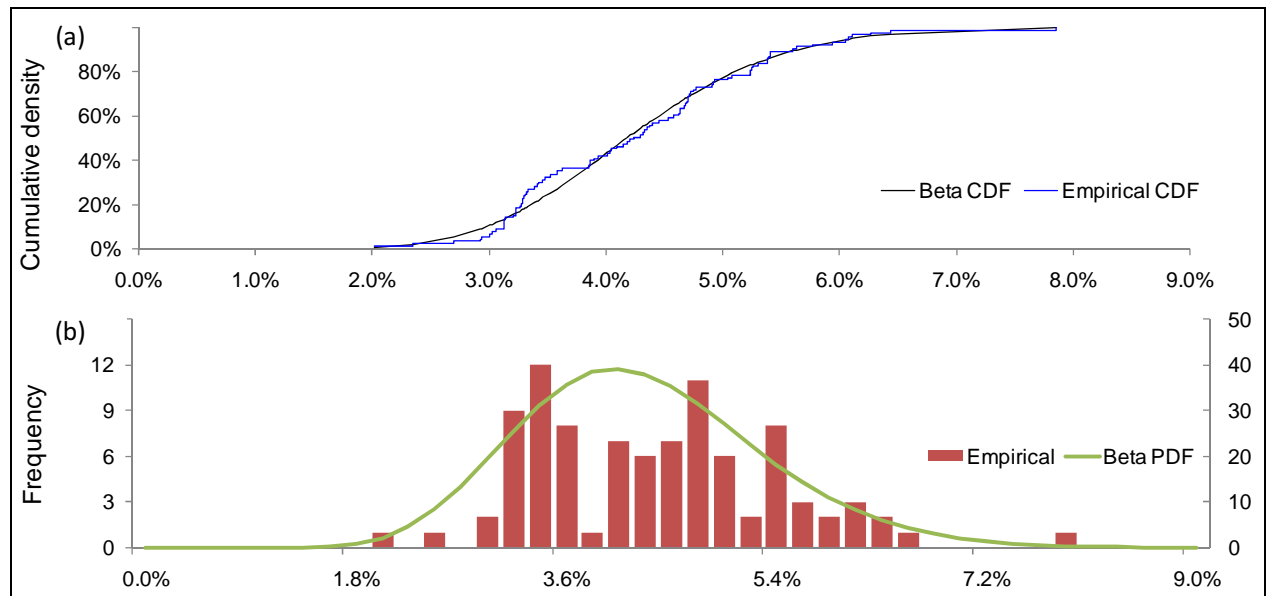 (a)
Cumulative density
80%
60%
40%
20%
0%
Beta CDF Empirical CDF
0.0% 1.0% 2.0% 3.0% 4.0% 5.0% 6.0% 7.0% 8.0% 9.0%
(b)
Frequency
12
9
6
3
0
50
40
30
20
10
0
Empirical Beta PDF
0.0% 1.8% 3.6% 5.4% 7.2% 9.0%